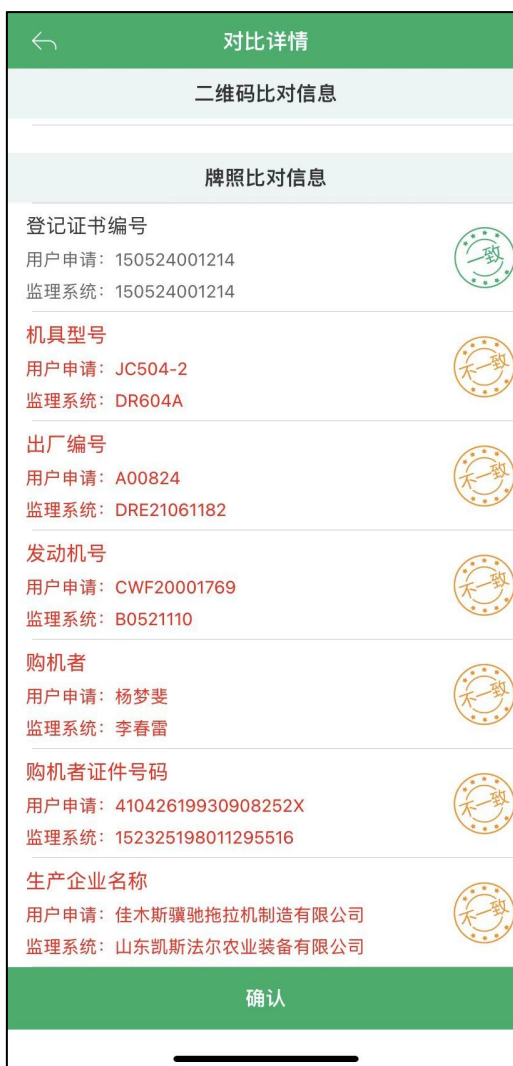 对比详情
二维码比对信息
牌照比对信息
登记证书编号
用户申请：150524001214
监理系统：150524001214
一致
机具型号
用户申请：JC504-2
监理系统：DR604A
不一致
出厂编号
用户申请：A00824
监理系统：DRE21061182
不一致
发动机号
用户申请：CWF20001769
监理系统：B0521110
不一致
购机者
用户申请：杨梦斐
监理系统：李春雷
不一致
购机者证件号码
用户申请：41042619930908252X
监理系统：152325198011295516
不一致
生产企业名称
用户申请：佳木斯骥驰拖拉机制造有限公司
监理系统：山东凯斯法尔农业装备有限公司
不一致
确认